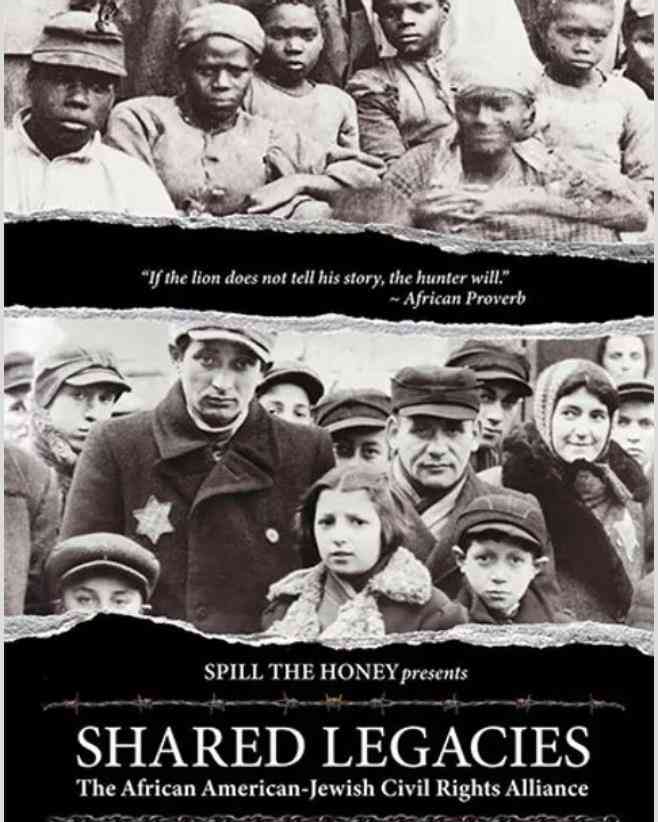 “If the lion does not tell his story, the hunter will.”
~ African Proverb
SPILL THE HONEY presents
SHARED LEGACIES
The African American-Jewish Civil Rights Alliance